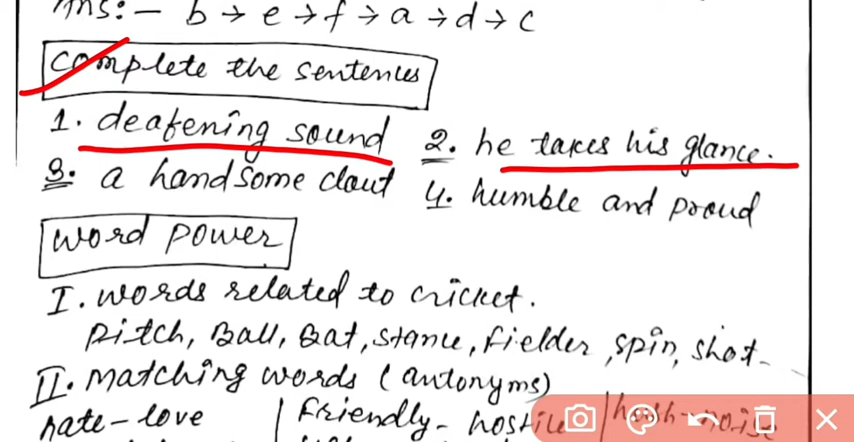 Ans:- b → e → f → a → d → c
Complete the sentences
1. deafening sound 2. he takes his glance.
3. a handsome clout 4. humble and proud
Word power
I. words related to cricket.
Pitch, Ball, Bat, stance, fielder, spin, shot-
II. Matching words (antonyms)
hate - love | friendly - hostile